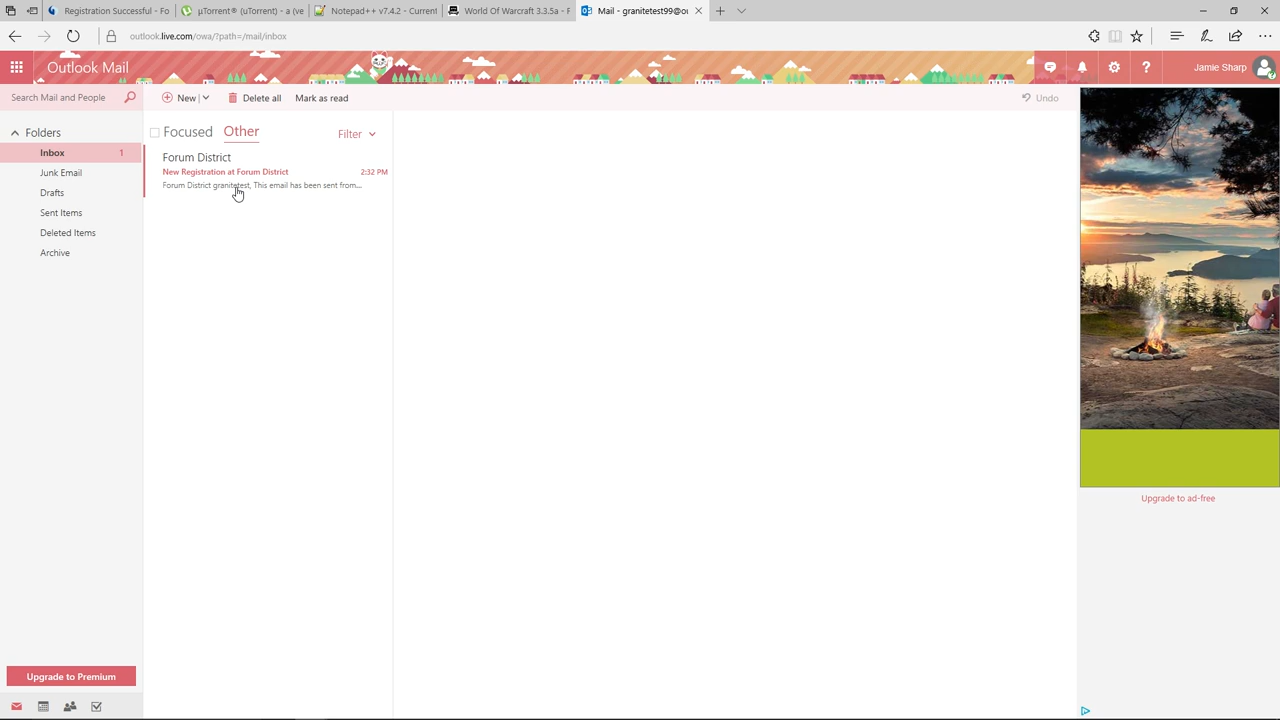 Registration Successful - Fo
µTorrent® (uTorrent) - a (ve
Notepad++ v7.4.2 - Current
World Of Warcraft 3.3.5a - F
Mail - granitetest99@ou
outlook.live.com/owa/?path=/mail/inbox
Outlook Mail
Jamie Sharp
Search Mail and People
New
Delete all
Mark as read
Undo
Folders
Inbox 1
Junk Email
Drafts
Sent Items
Deleted Items
Archive
Focused
Other
Filter
Forum District
New Registration at Forum District 2:32 PM
Forum District granitetest, This email has been sent from...
Upgrade to ad-free
Upgrade to Premium